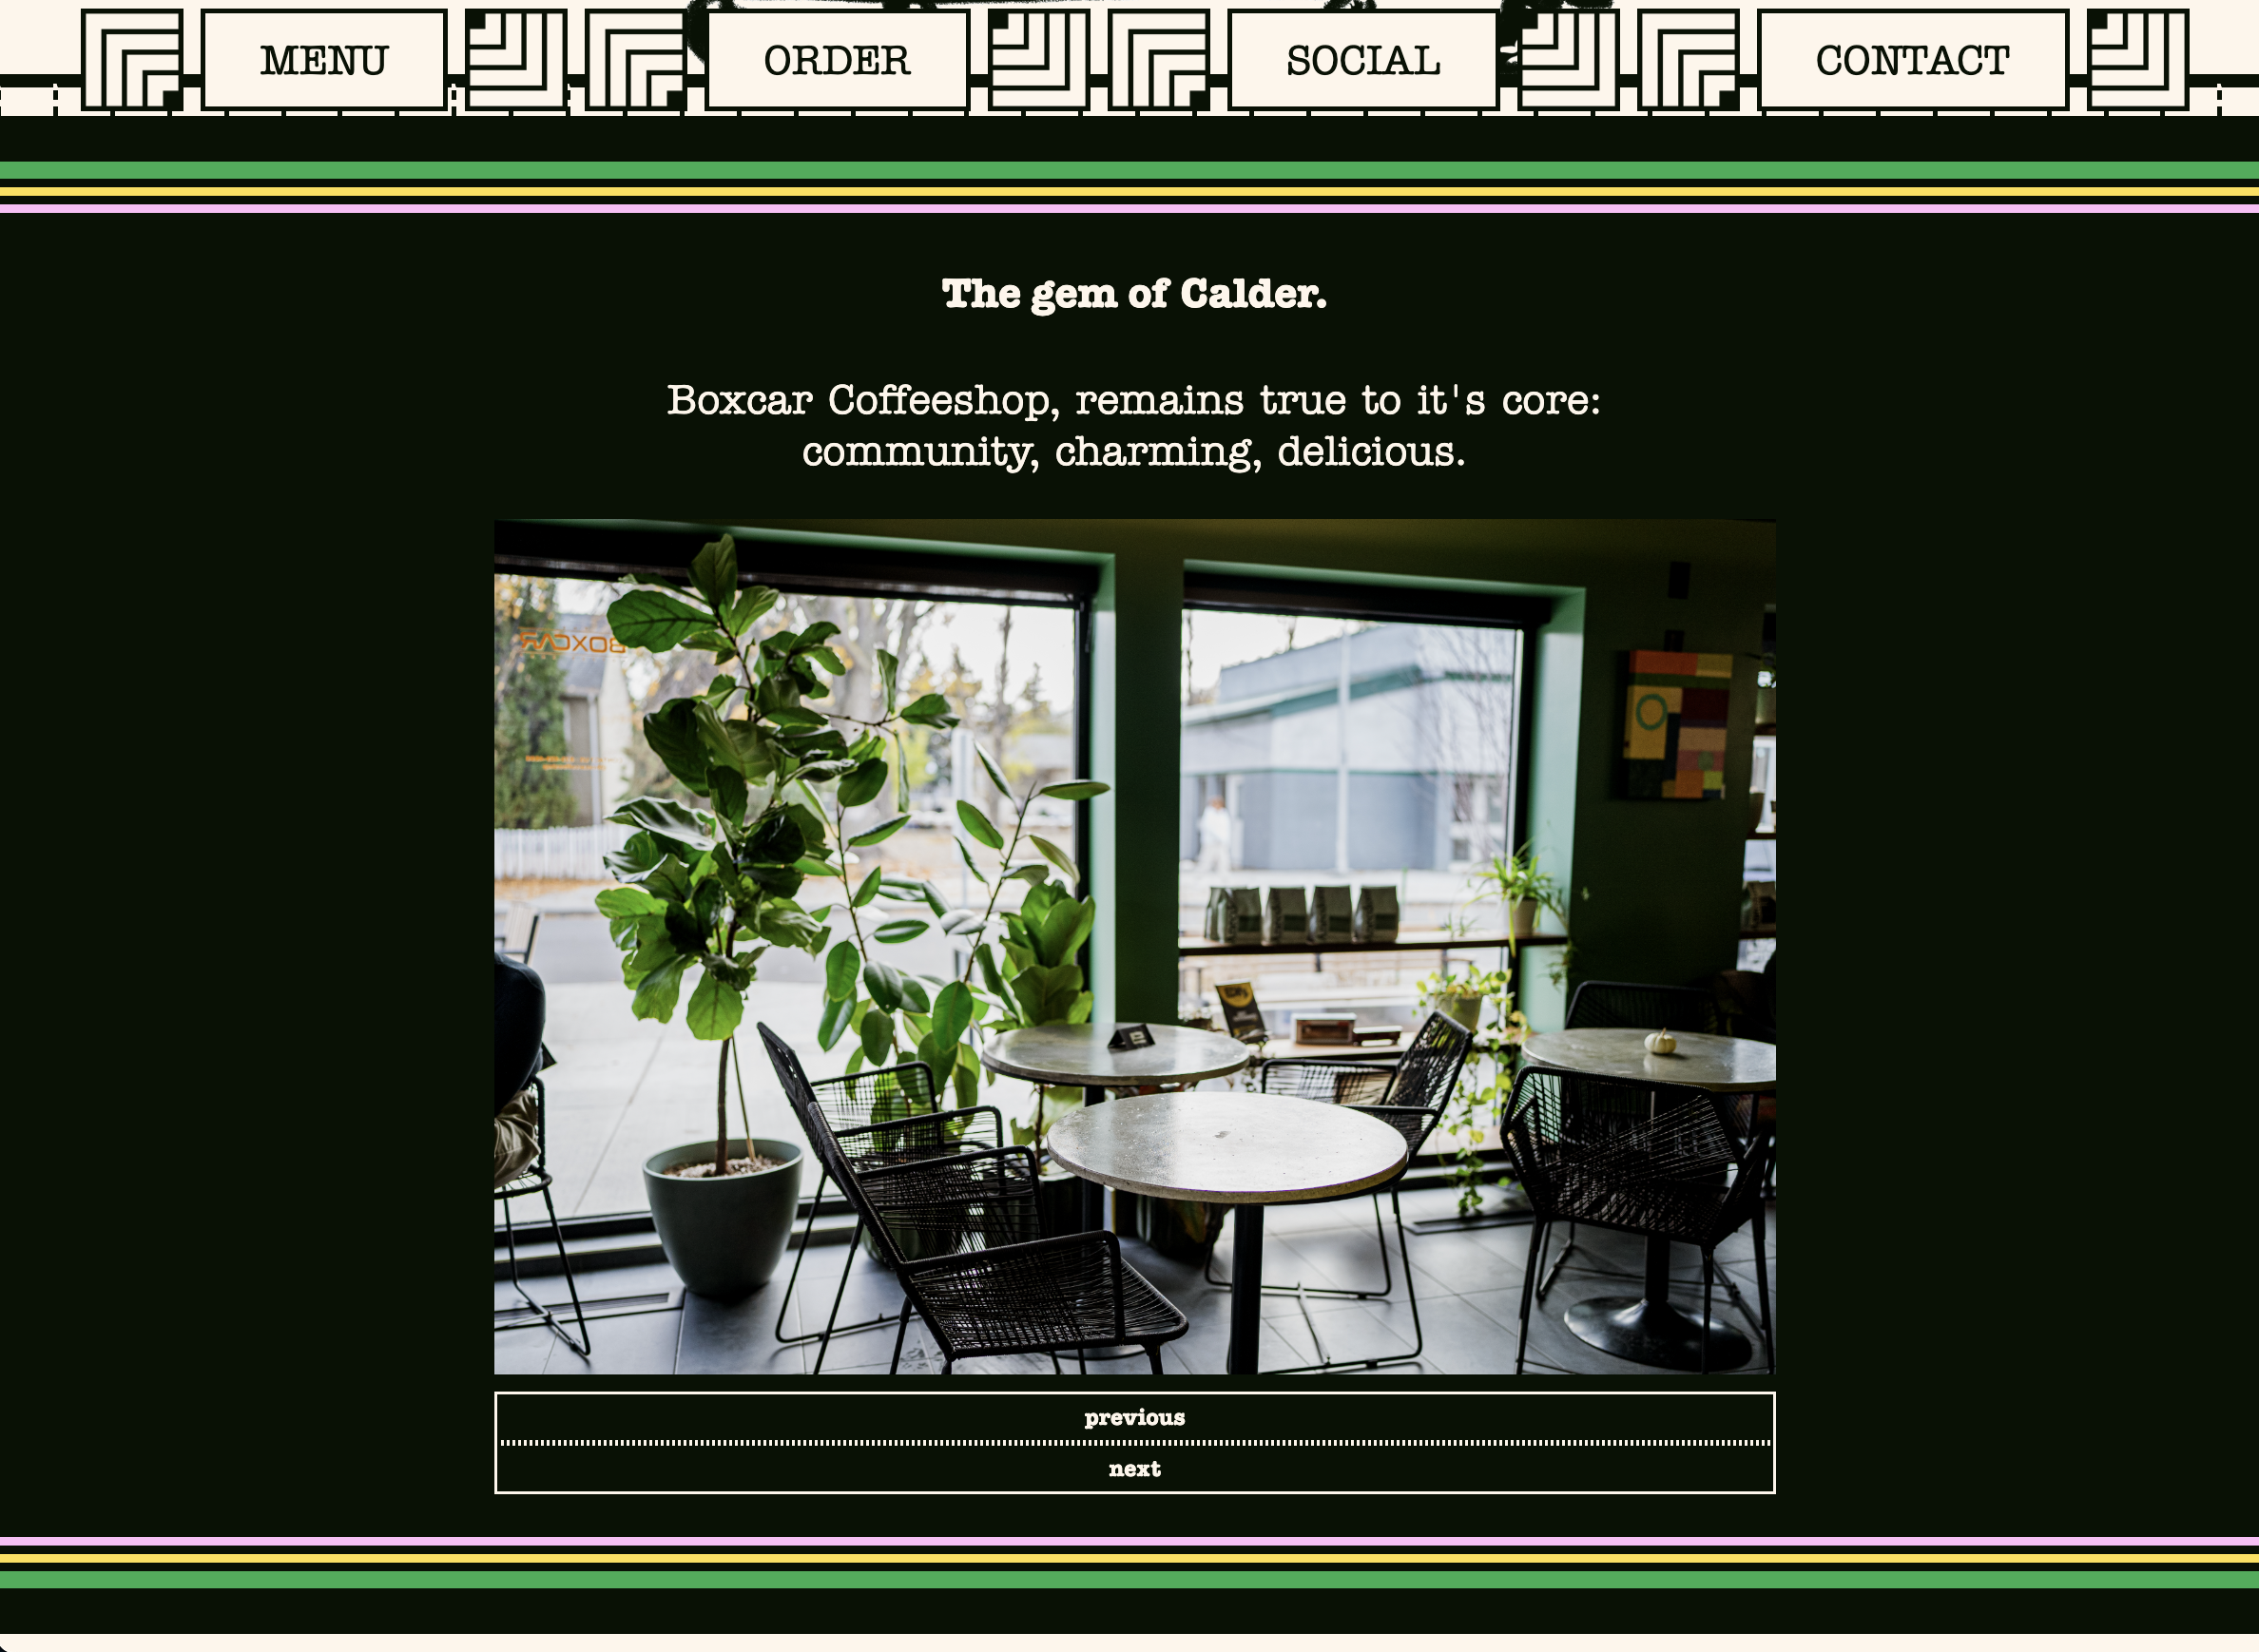 MENU
ORDER
SOCIAL
CONTACT
The gem of Calder.
Boxcar Coffeeshop, remains true to it's core:
community, charming, delicious.
BOXCAR
previous
next